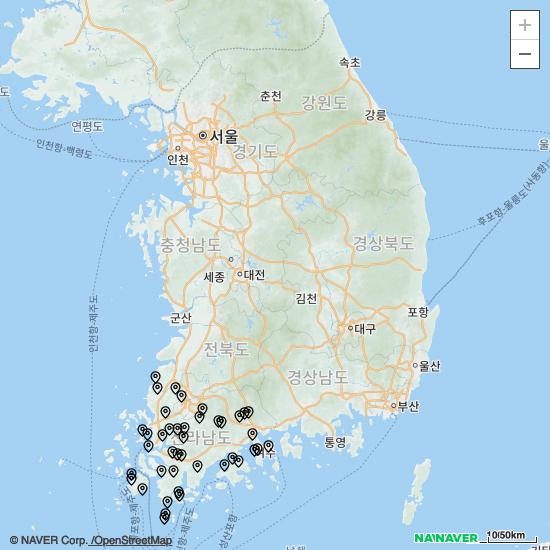 +
−
속초
춘천
강원도
강릉
도
연평도
서울
인천
경기도
울
인천항-백령도
후포항-울릉도(사동항)
충청남도
경상북도
세종
대전
김천
인천항-제주도
군산
포항
대구
전북도
경상남도
울산
부산
전라남도
여수
통영
성산포항
© NAVER Corp. /OpenStreetMap
NAVER
10/50km